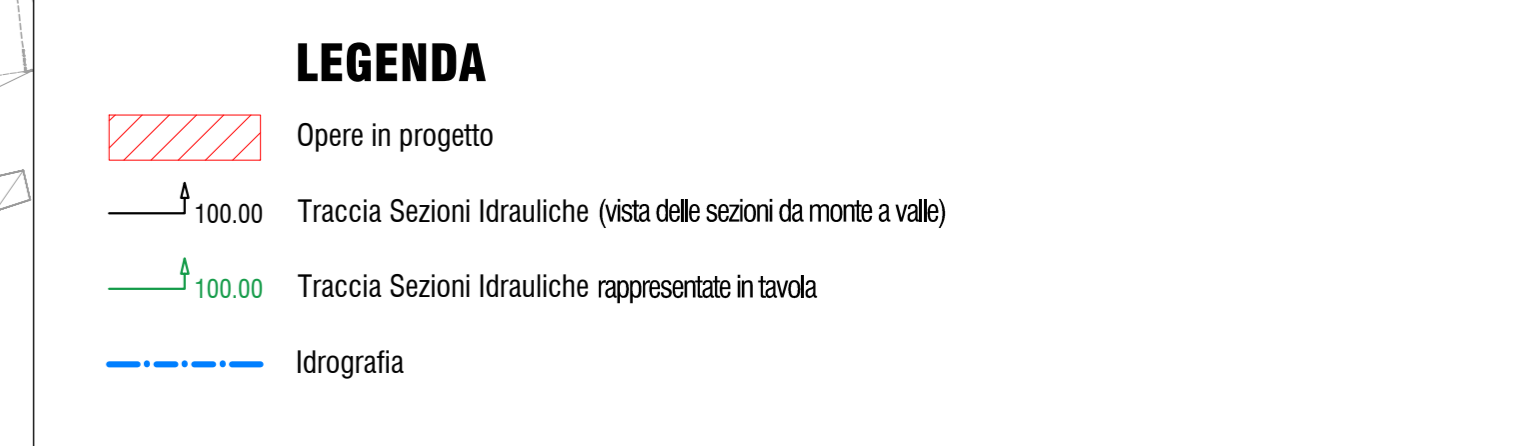 LEGENDA
Opere in progetto
100.00 Traccia Sezioni Idrauliche (vista delle sezioni da monte a valle)
100.00 Traccia Sezioni Idrauliche rappresentate in tavola
Idrografia